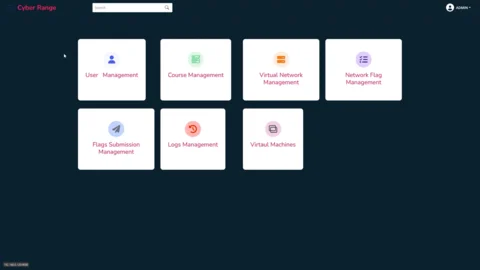 Cyber Range
Search
ADMIN
User Management
Course Management
Virtual Network
Management
Network Flag
Management
Flags Submission
Management
Logs Management
Virtaul Machines